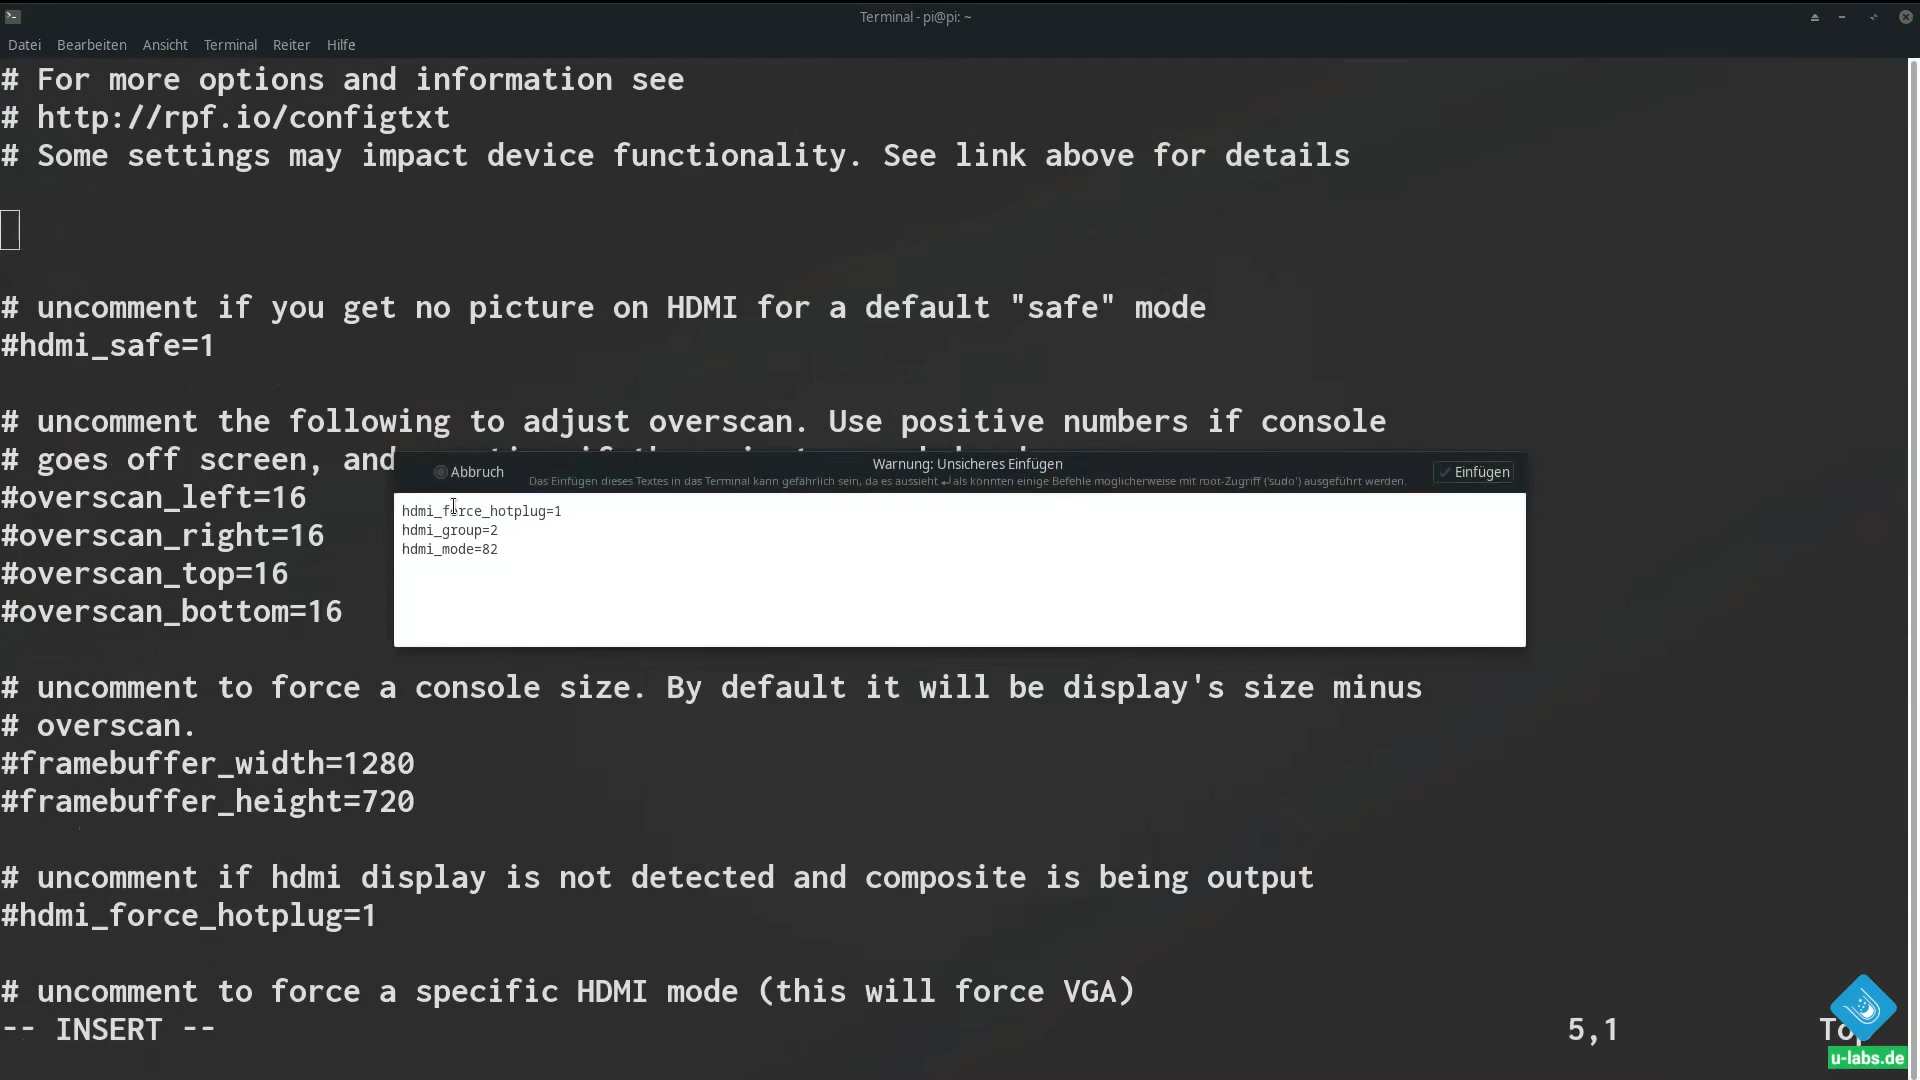 Terminal - pi@pi: ~
Datei Bearbeiten Ansicht Terminal Reiter Hilfe
# For more options and information see
# http://rpf.io/configtxt
# Some settings may impact device functionality. See link above for details
# uncomment if you get no picture on HDMI for a default "safe" mode
#hdmi_safe=1
# uncomment the following to adjust overscan. Use positive numbers if console
# goes off screen, and
Abbruch
Warnung: Unsicheres Einfügen
Das Einfügen dieses Textes in das Terminal kann gefährlich sein, da es aussieht ↵ als könnten einige Befehle möglicherweise mit root-Zugriff ('sudo') ausgeführt werden.
Einfügen
hdmi_force_hotplug=1
hdmi_group=2
hdmi_mode=82
#overscan_left=16
#overscan_right=16
#overscan_top=16
#overscan_bottom=16
# uncomment to force a console size. By default it will be display's size minus
# overscan.
#framebuffer_width=1280
#framebuffer_height=720
# uncomment if hdmi display is not detected and composite is being output
#hdmi_force_hotplug=1
# uncomment to force a specific HDMI mode (this will force VGA)
-- INSERT -- 5,1
u-labs.de